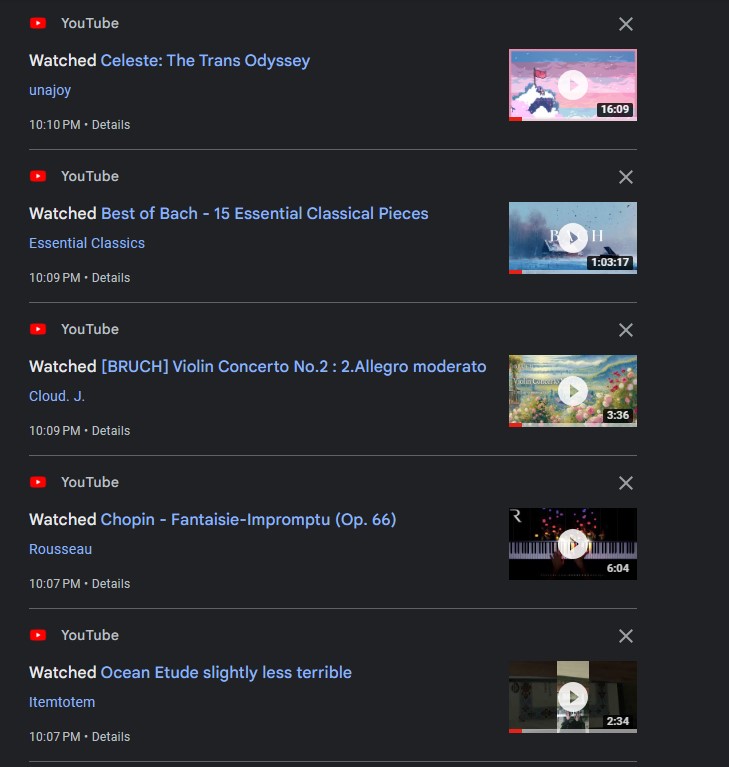 YouTube
Watched Celeste: The Trans Odyssey
unajoy
10:10 PM • Details
16:09
YouTube
Watched Best of Bach - 15 Essential Classical Pieces
Essential Classics
10:09 PM • Details
1:03:17
YouTube
Watched [BRUCH] Violin Concerto No.2 : 2.Allegro moderato
Cloud. J.
10:09 PM • Details
Violin Concerto
3:36
YouTube
Watched Chopin - Fantaisie-Impromptu (Op. 66)
Rousseau
10:07 PM • Details
R
6:04
YouTube
Watched Ocean Etude slightly less terrible
Itemtotem
10:07 PM • Details
2:34